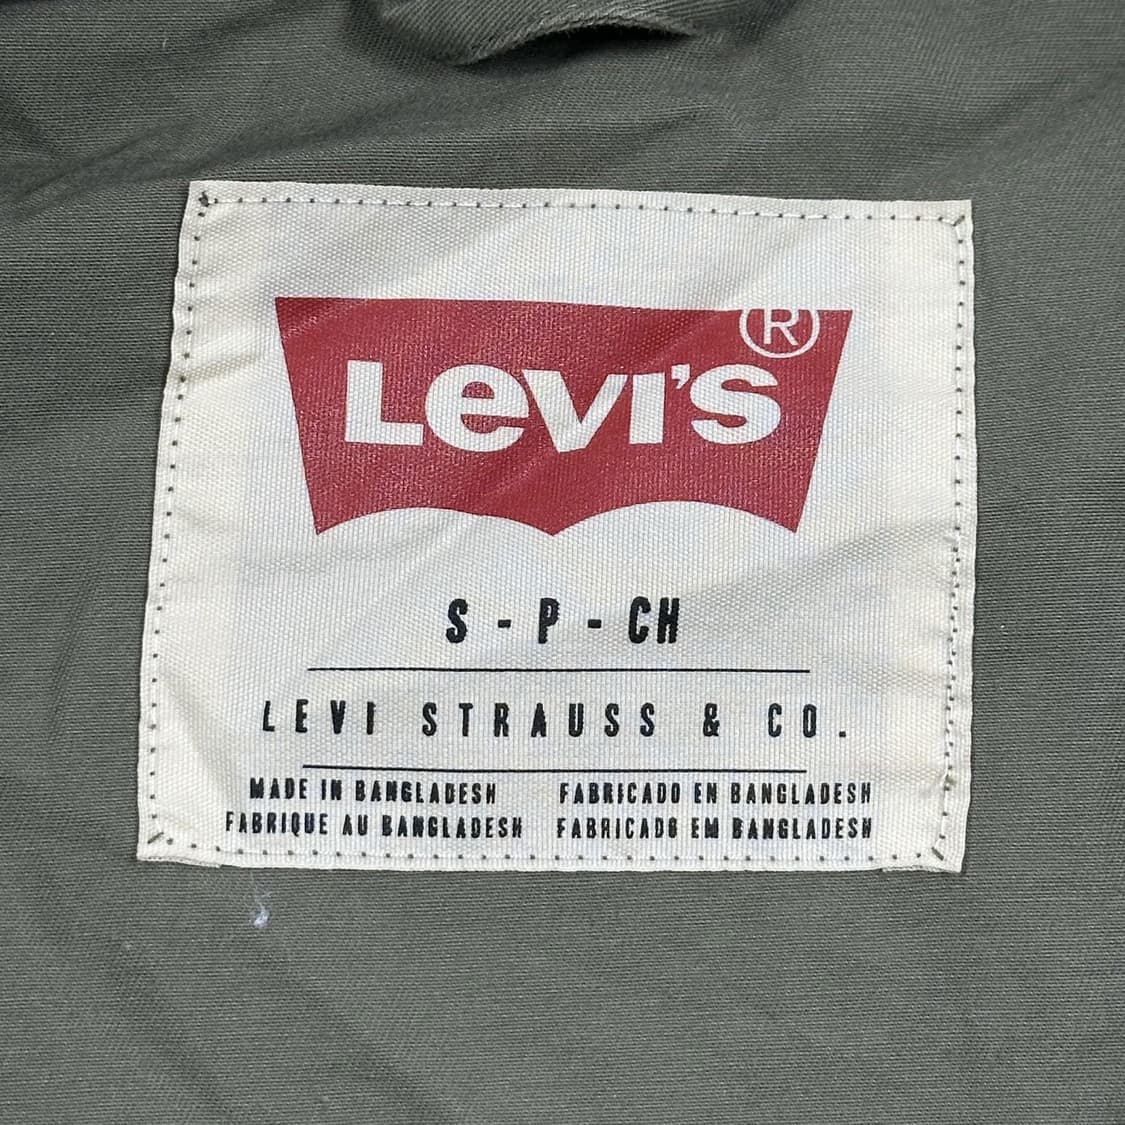 Levi's®
S - P - CH
LEVI STRAUSS & CO.
MADE IN BANGLADESH FABRICADO EN BANGLADESH
FABRIQUE AU BANGLADESH FABRICADO EM BANGLADESH